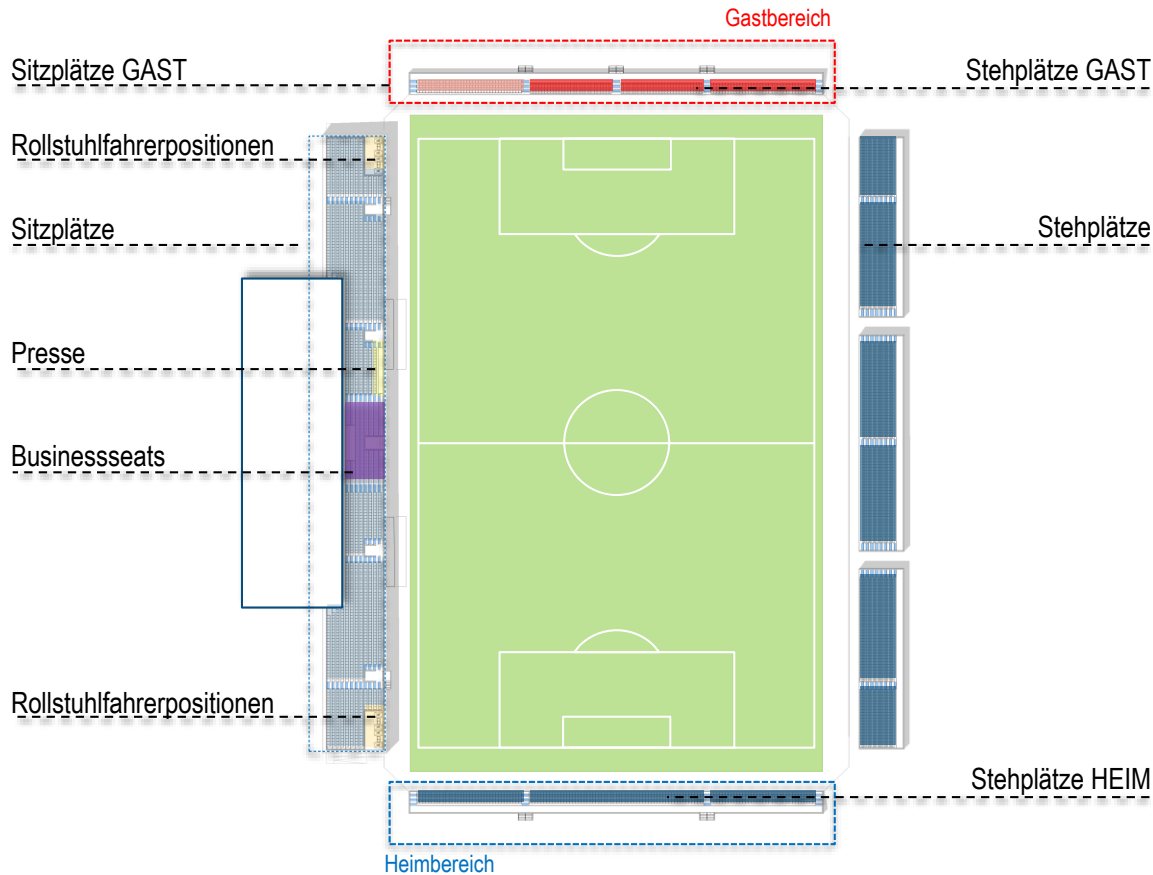 Gastbereich
Sitzplätze GAST
Stehplätze GAST
Rollstuhlfahrerpositionen
Sitzplätze
Stehplätze
Presse
Businessseats
Rollstuhlfahrerpositionen
Stehplätze HEIM
Heimbereich